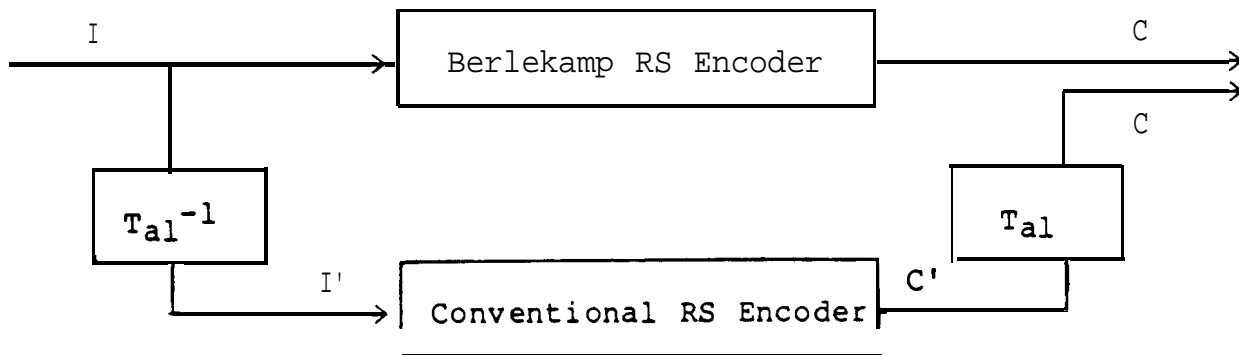 I
Berlekamp RS Encoder
C
C
Tal-1
Tal
I'
C'
Conventional RS Encoder